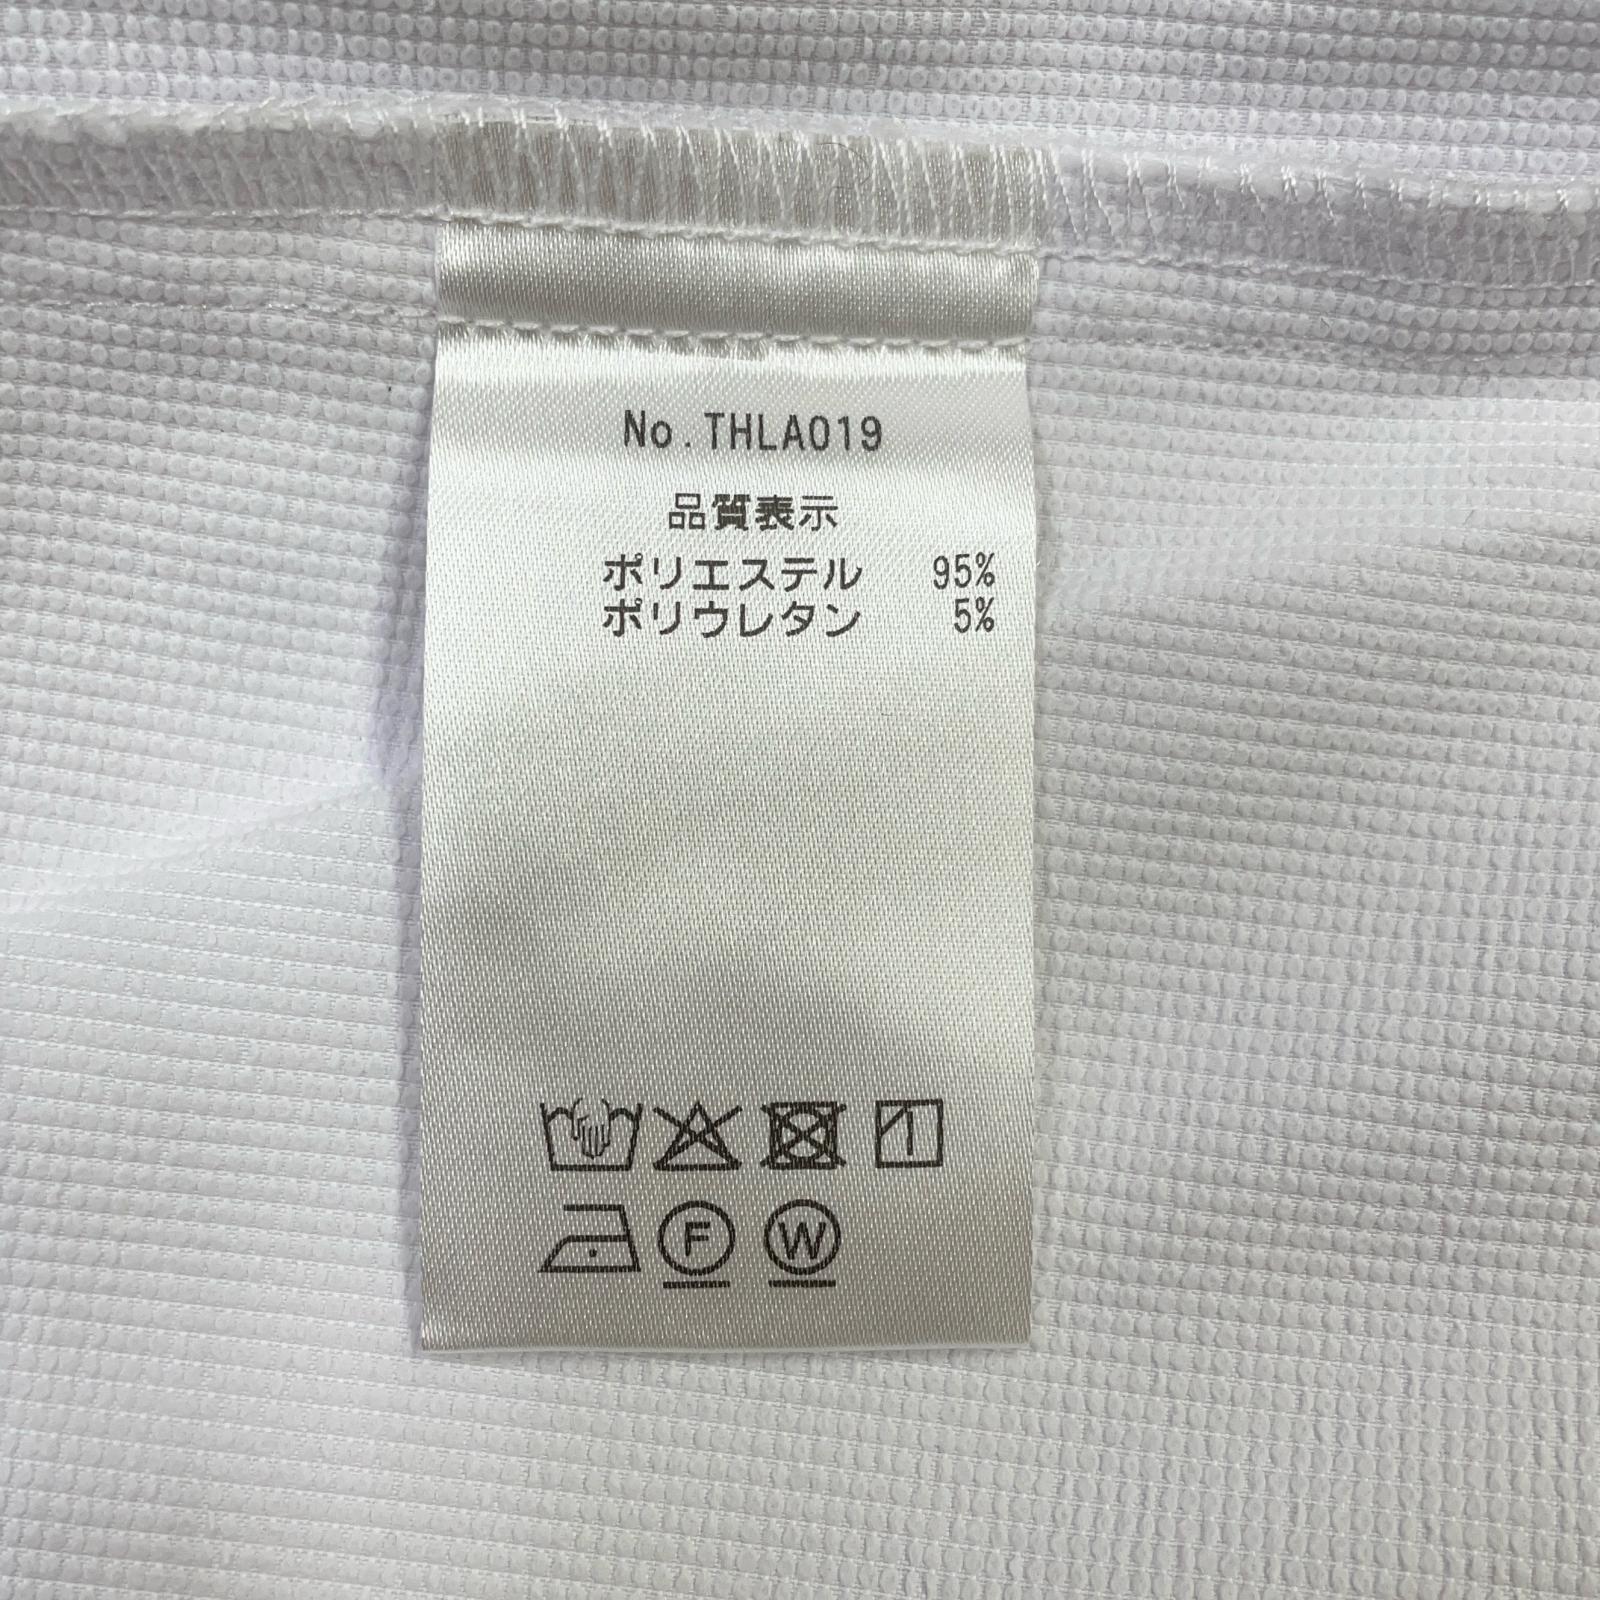 No.THLA019
品質表示
ポリエステル 95%
ポリウレタン 5%
F W